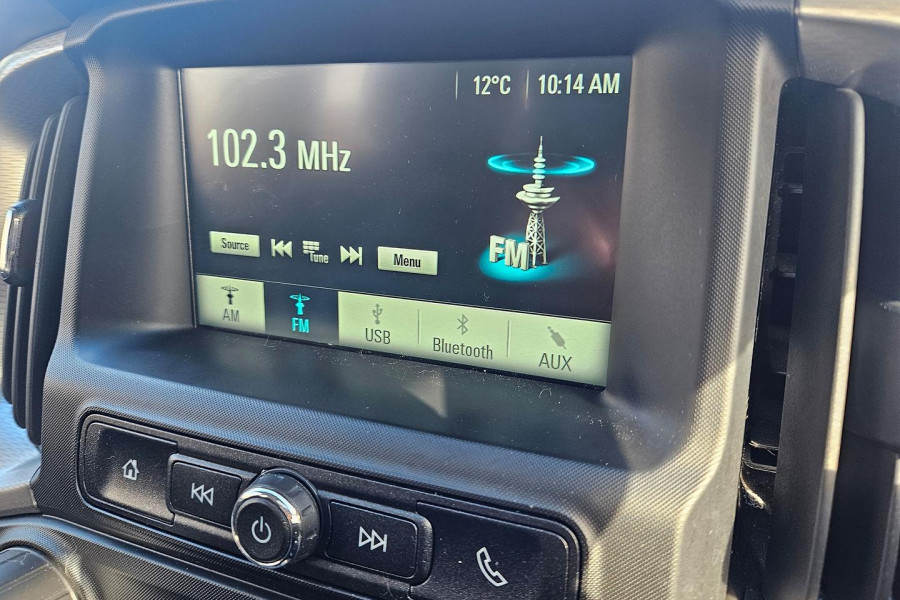 12°C 10:14 AM
102.3 MHz
FM
Source Tune Menu
AM FM USB Bluetooth AUX